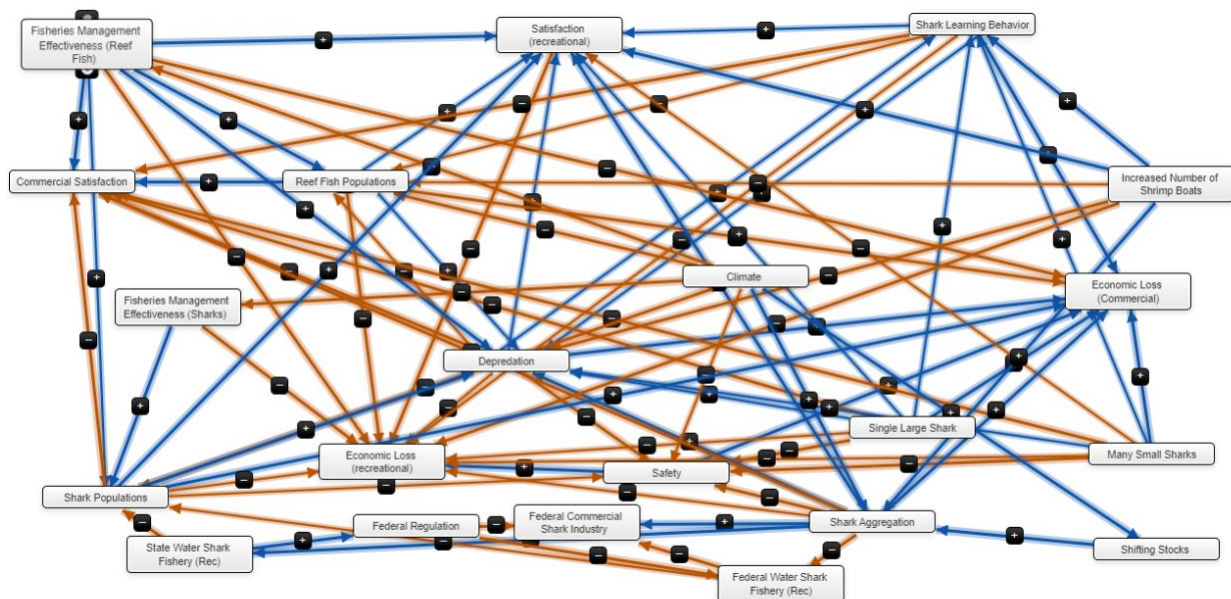 Fisheries Management
Effectiveness (Reef
Fish)
Satisfaction
(recreational)
Shark Learning Behavior
Commercial Satisfaction
Reef Fish Populations
Increased Number of
Shrimp Boats
Climate
Economic Loss
(Commercial)
Fisheries Management
Effectiveness (Sharks)
Depredation
Single Large Shark
Many Small Sharks
Economic Loss
(recreational)
Safety
Shark Populations
Federal Regulation
Federal Commercial
Shark Industry
Shark Aggregation
State Water Shark
Fishery (Rec)
Shifting Stocks
Federal Water Shark
Fishery (Rec)